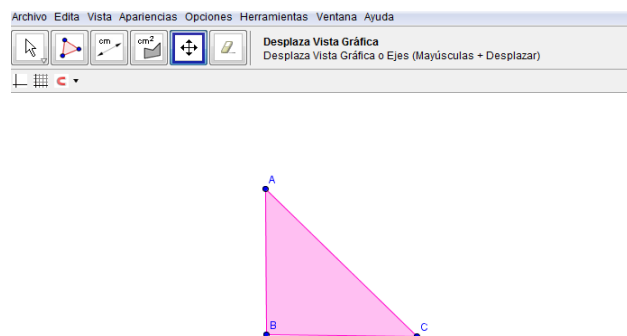 Archivo Edita Vista Apariencias Opciones Herramientas Ventana Ayuda
cm
cm²
Desplaza Vista Gráfica
Desplaza Vista Gráfica o Ejes (Mayúsculas + Desplazar)
A
B
C